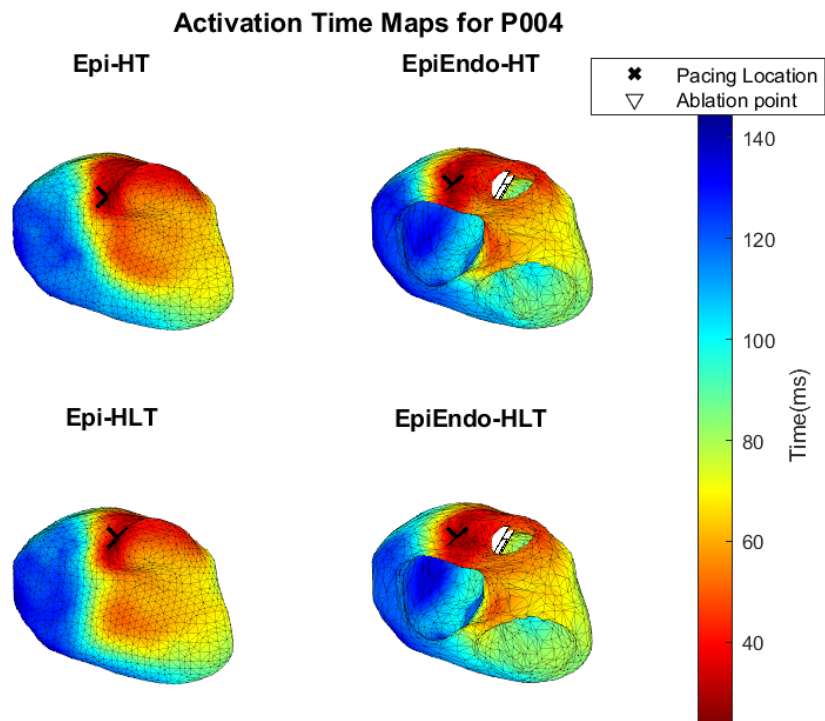 Activation Time Maps for P004
Epi-HT
EpiEndo-HT
Pacing Location
Ablation point
140
120
100
80
60
40
Time(ms)
Epi-HLT
EpiEndo-HLT